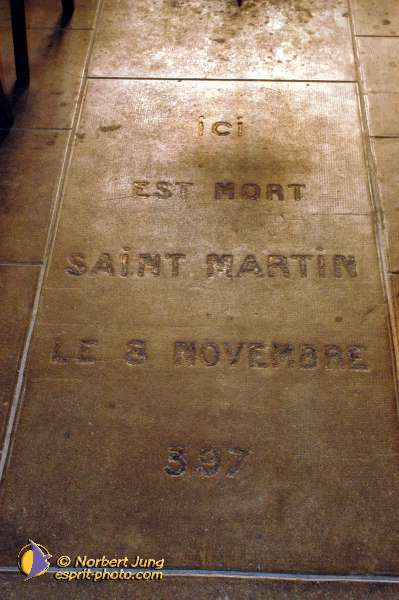 ici
EST MORT
SAiNT MARTiN
LE 8 NOVEMBRE
397
© Norbert Jung
esprit-photo.com